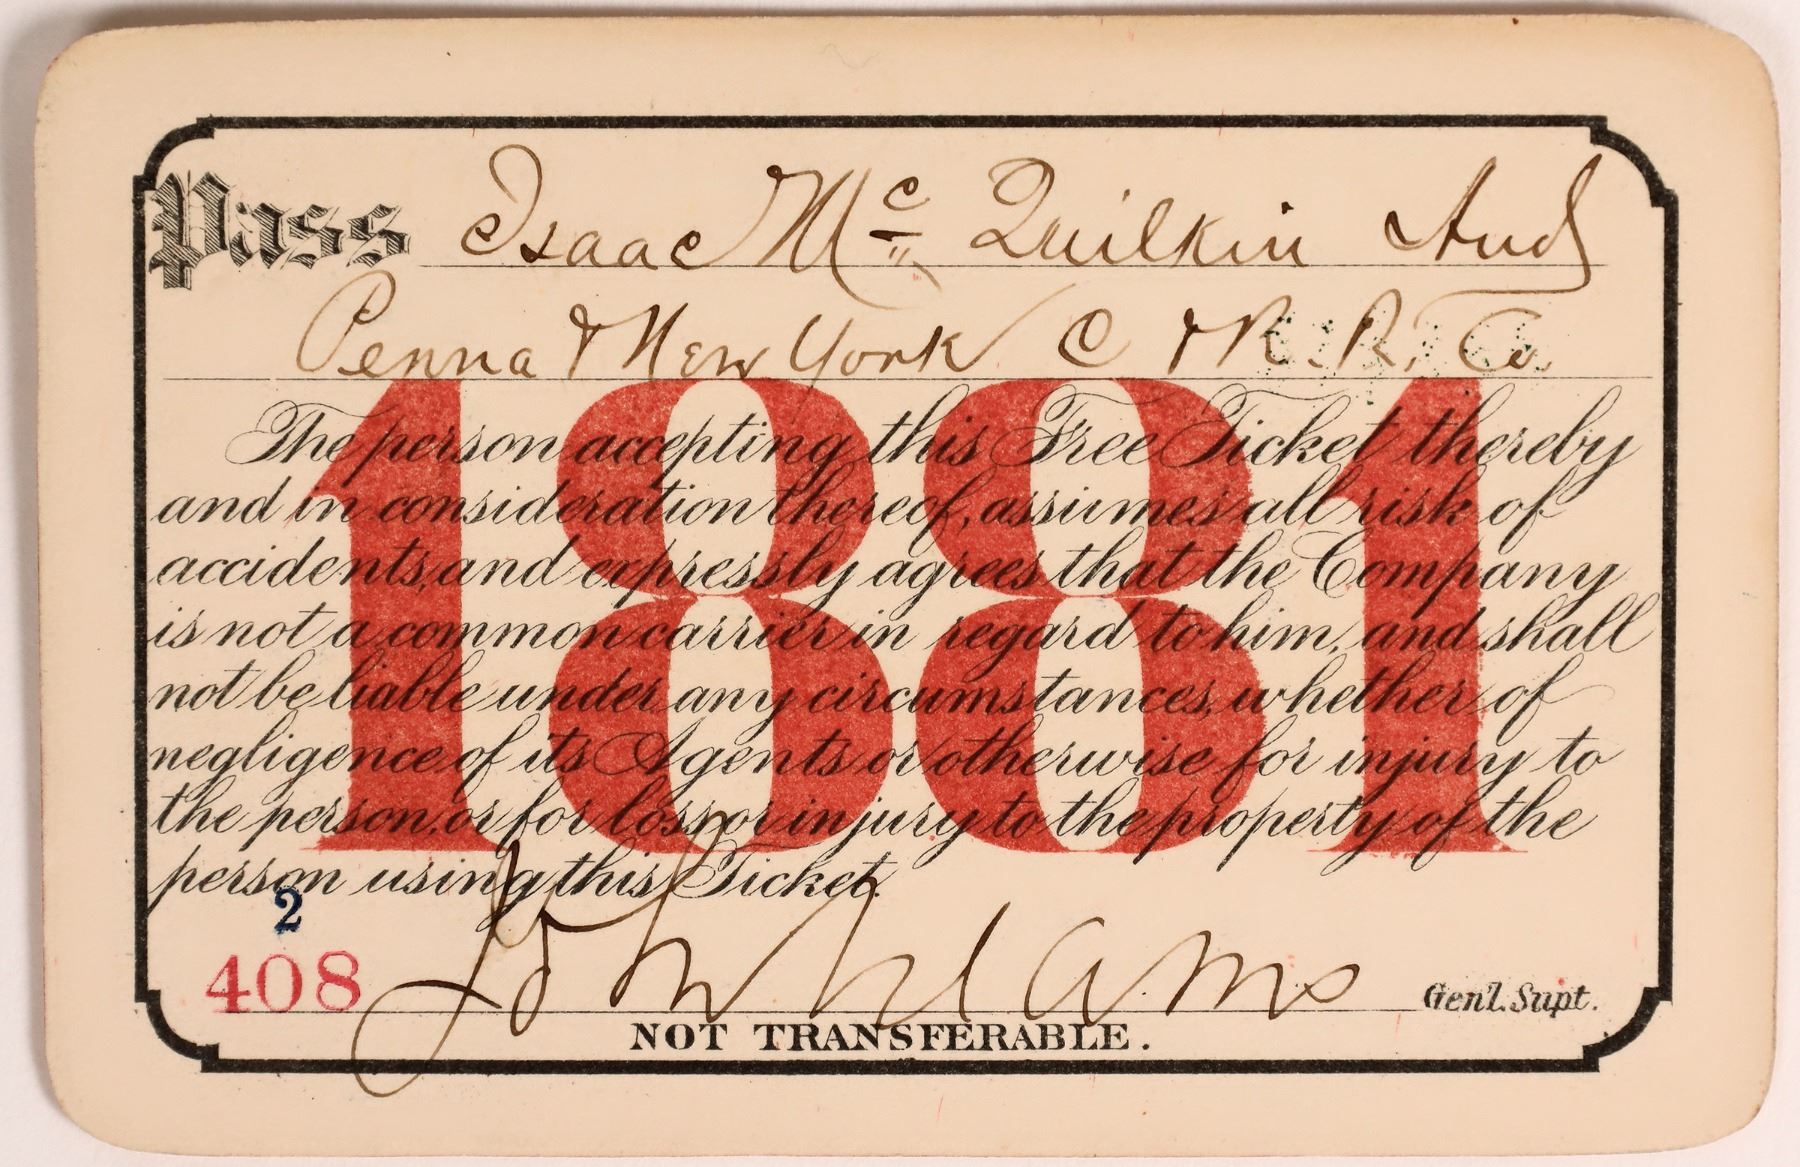 Pass Isaac Mc Quilkin Aud
Penna & New York C & R. R. Co.
1881
The person accepting this Free Ticket thereby
and in consideration thereof, assumes all risk of
accidents, and expressly agrees that the Company
is not a common carrier in regard to him, and shall
not be liable under any circumstances, whether of
negligence of its Agents or otherwise for injury to
the person, or for loss or injury to the property of the
person using this Ticket.
2
408
John Gen'l. Supt.
NOT TRANSFERABLE.